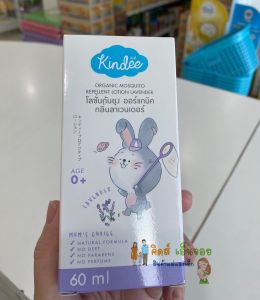 Kindee
ORGANIC MOSQUITO
REPELLENT LOTION LAVENDER
โลชั่นกันยุง ออร์แกนิค
กลิ่นลาเวนเดอร์
AGE
0+
LAVENDER
MOM'S CHOICE
✓ NATURAL FORMULA
✓ NO DEET
✓ NO PARABENS
✓ NO PERFUME
60 ml